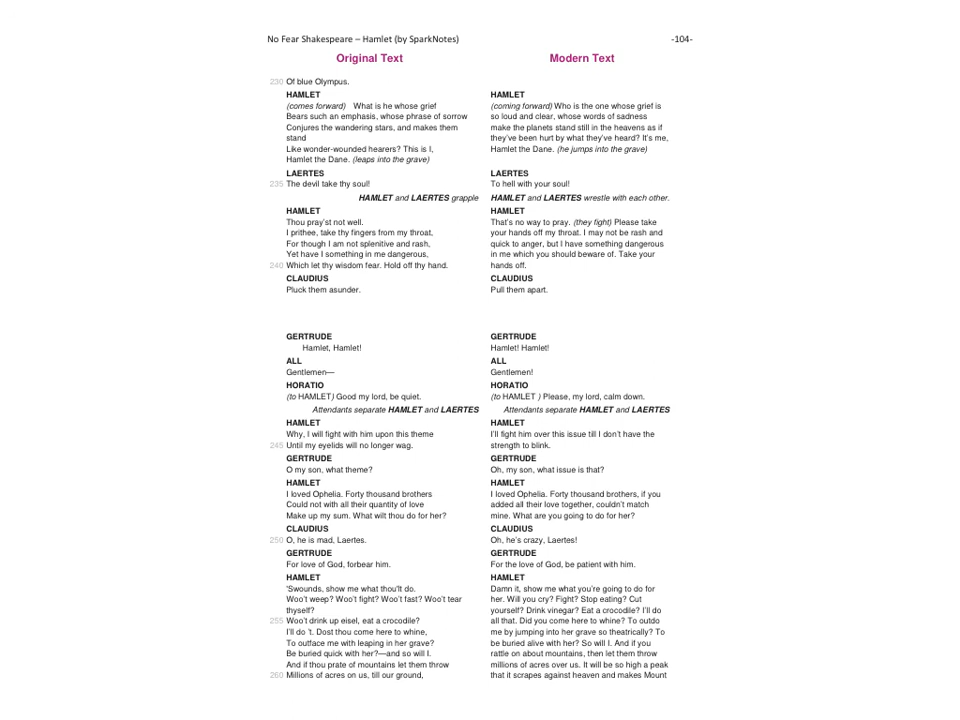 No Fear Shakespeare – Hamlet (by SparkNotes) -104-
Original Text
230 Of blue Olympus.
HAMLET
(comes forward) What is he whose grief
Bears such an emphasis, whose phrase of sorrow
Conjures the wandering stars, and makes them
stand
Like wonder-wounded hearers? This is I,
Hamlet the Dane. (leaps into the grave)
LAERTES
235 The devil take thy soul!
HAMLET and LAERTES grapple
HAMLET
Thou pray'st not well.
I prithee, take thy fingers from my throat,
For though I am not splenitive and rash,
Yet have I something in me dangerous,
240 Which let thy wisdom fear. Hold off thy hand.
CLAUDIUS
Pluck them asunder.
GERTRUDE
Hamlet, Hamlet!
ALL
Gentlemen—
HORATIO
(to HAMLET) Good my lord, be quiet.
Attendants separate HAMLET and LAERTES
HAMLET
Why, I will fight with him upon this theme
245 Until my eyelids will no longer wag.
GERTRUDE
O my son, what theme?
HAMLET
I loved Ophelia. Forty thousand brothers
Could not with all their quantity of love
Make up my sum. What wilt thou do for her?
CLAUDIUS
250 O, he is mad, Laertes.
GERTRUDE
For love of God, forbear him.
HAMLET
'Swounds, show me what thou'lt do.
Woo't weep? Woo't fight? Woo't fast? Woo't tear
thyself?
255 Woo't drink up eisel, eat a crocodile?
I'll do 't. Dost thou come here to whine,
To outface me with leaping in her grave?
Be buried quick with her?—and so will I.
And if thou prate of mountains let them throw
260 Millions of acres on us, till our ground,
Modern Text
HAMLET
(coming forward) Who is the one whose grief is
so loud and clear, whose words of sadness
make the planets stand still in the heavens as if
they've been hurt by what they've heard? It's me,
Hamlet the Dane. (he jumps into the grave)
LAERTES
To hell with your soul!
HAMLET and LAERTES wrestle with each other.
HAMLET
That's no way to pray. (they fight) Please take
your hands off my throat. I may not be rash and
quick to anger, but I have something dangerous
in me which you should beware of. Take your
hands off.
CLAUDIUS
Pull them apart.
GERTRUDE
Hamlet! Hamlet!
ALL
Gentlemen!
HORATIO
(to HAMLET ) Please, my lord, calm down.
Attendants separate HAMLET and LAERTES
HAMLET
I'll fight him over this issue till I don't have the
strength to blink.
GERTRUDE
Oh, my son, what issue is that?
HAMLET
I loved Ophelia. Forty thousand brothers, if you
added all their love together, couldn't match
mine. What are you going to do for her?
CLAUDIUS
Oh, he's crazy, Laertes!
GERTRUDE
For the love of God, be patient with him.
HAMLET
Damn it, show me what you're going to do for
her. Will you cry? Fight? Stop eating? Cut
yourself? Drink vinegar? Eat a crocodile? I'll do
all that. Did you come here to whine? To outdo
me by jumping into her grave so theatrically? To
be buried alive with her? So will I. And if you
rattle on about mountains, then let them throw
millions of acres over us. It will be so high a peak
that it scrapes against heaven and makes Mount